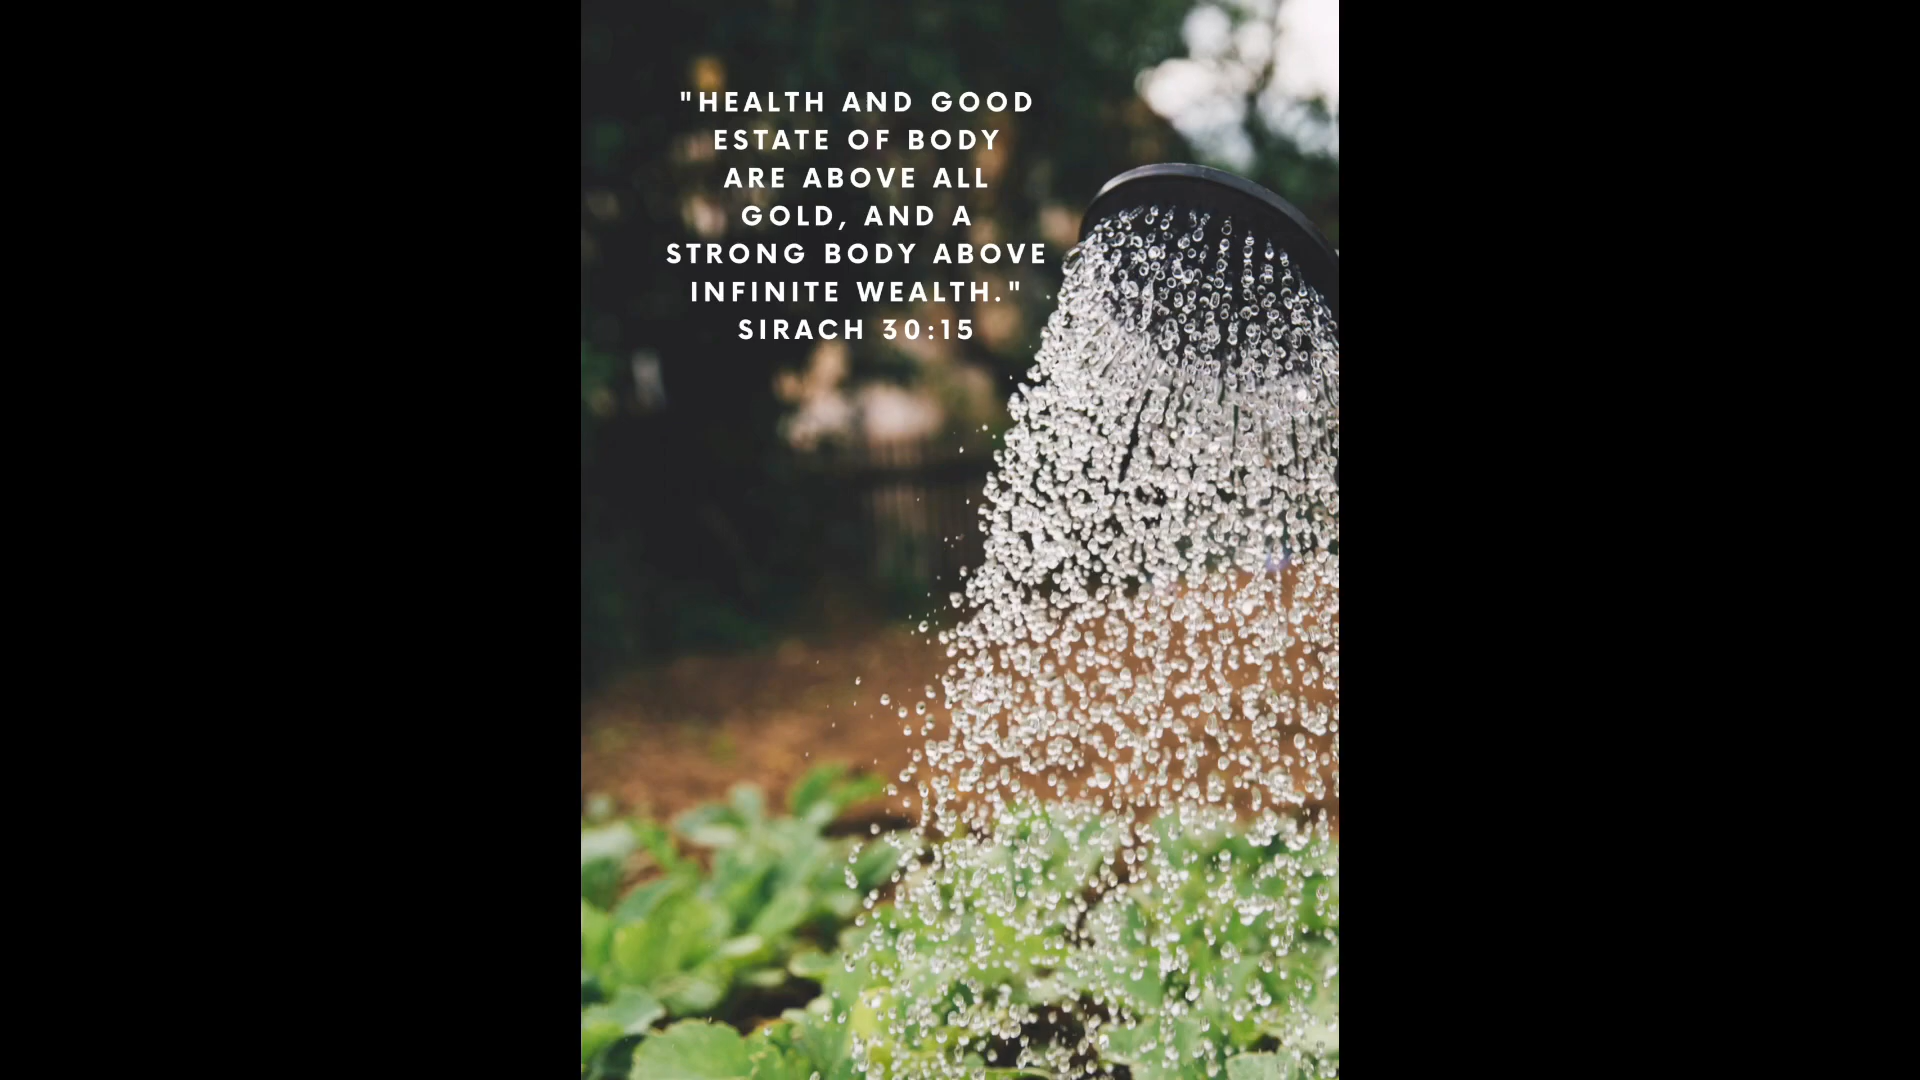 "HEALTH AND GOOD
ESTATE OF BODY
ARE ABOVE ALL
GOLD, AND A
STRONG BODY ABOVE
INFINITE WEALTH."
SIRACH 30:15